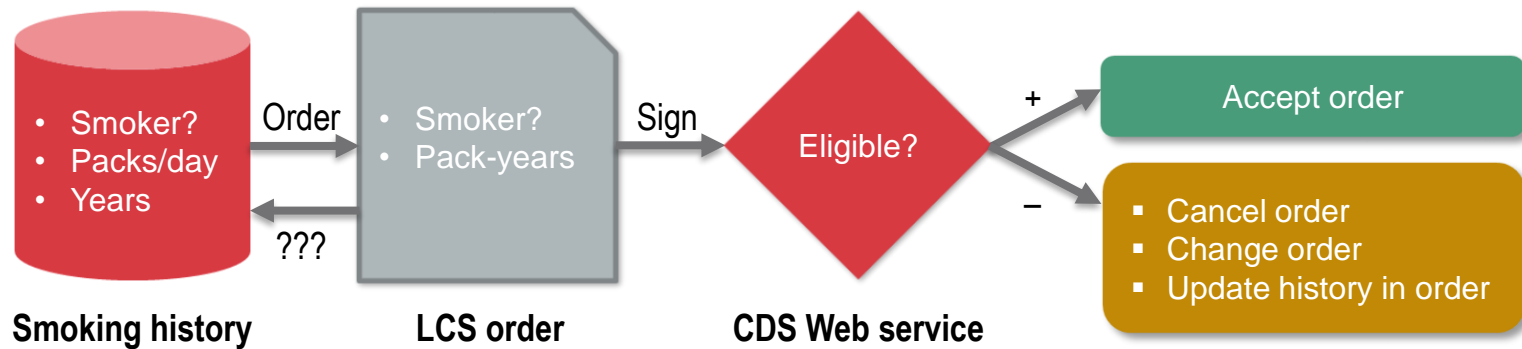 • Smoker?
• Packs/day
• Years
Smoking history
Order
???
• Smoker?
• Pack-years
LCS order
Sign
Eligible?
CDS Web service
+
Accept order
–
▪ Cancel order
▪ Change order
▪ Update history in order